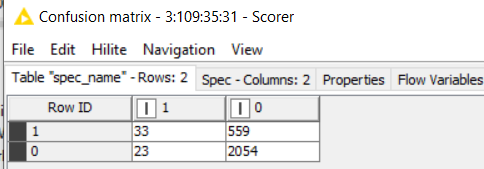 Confusion matrix - 3:109:35:31 - Scorer
File Edit Hilite Navigation View
Table "spec_name" - Rows: 2 Spec - Columns: 2 Properties Flow Variables
Row ID I 1 I 0
1 33 559
0 23 2054